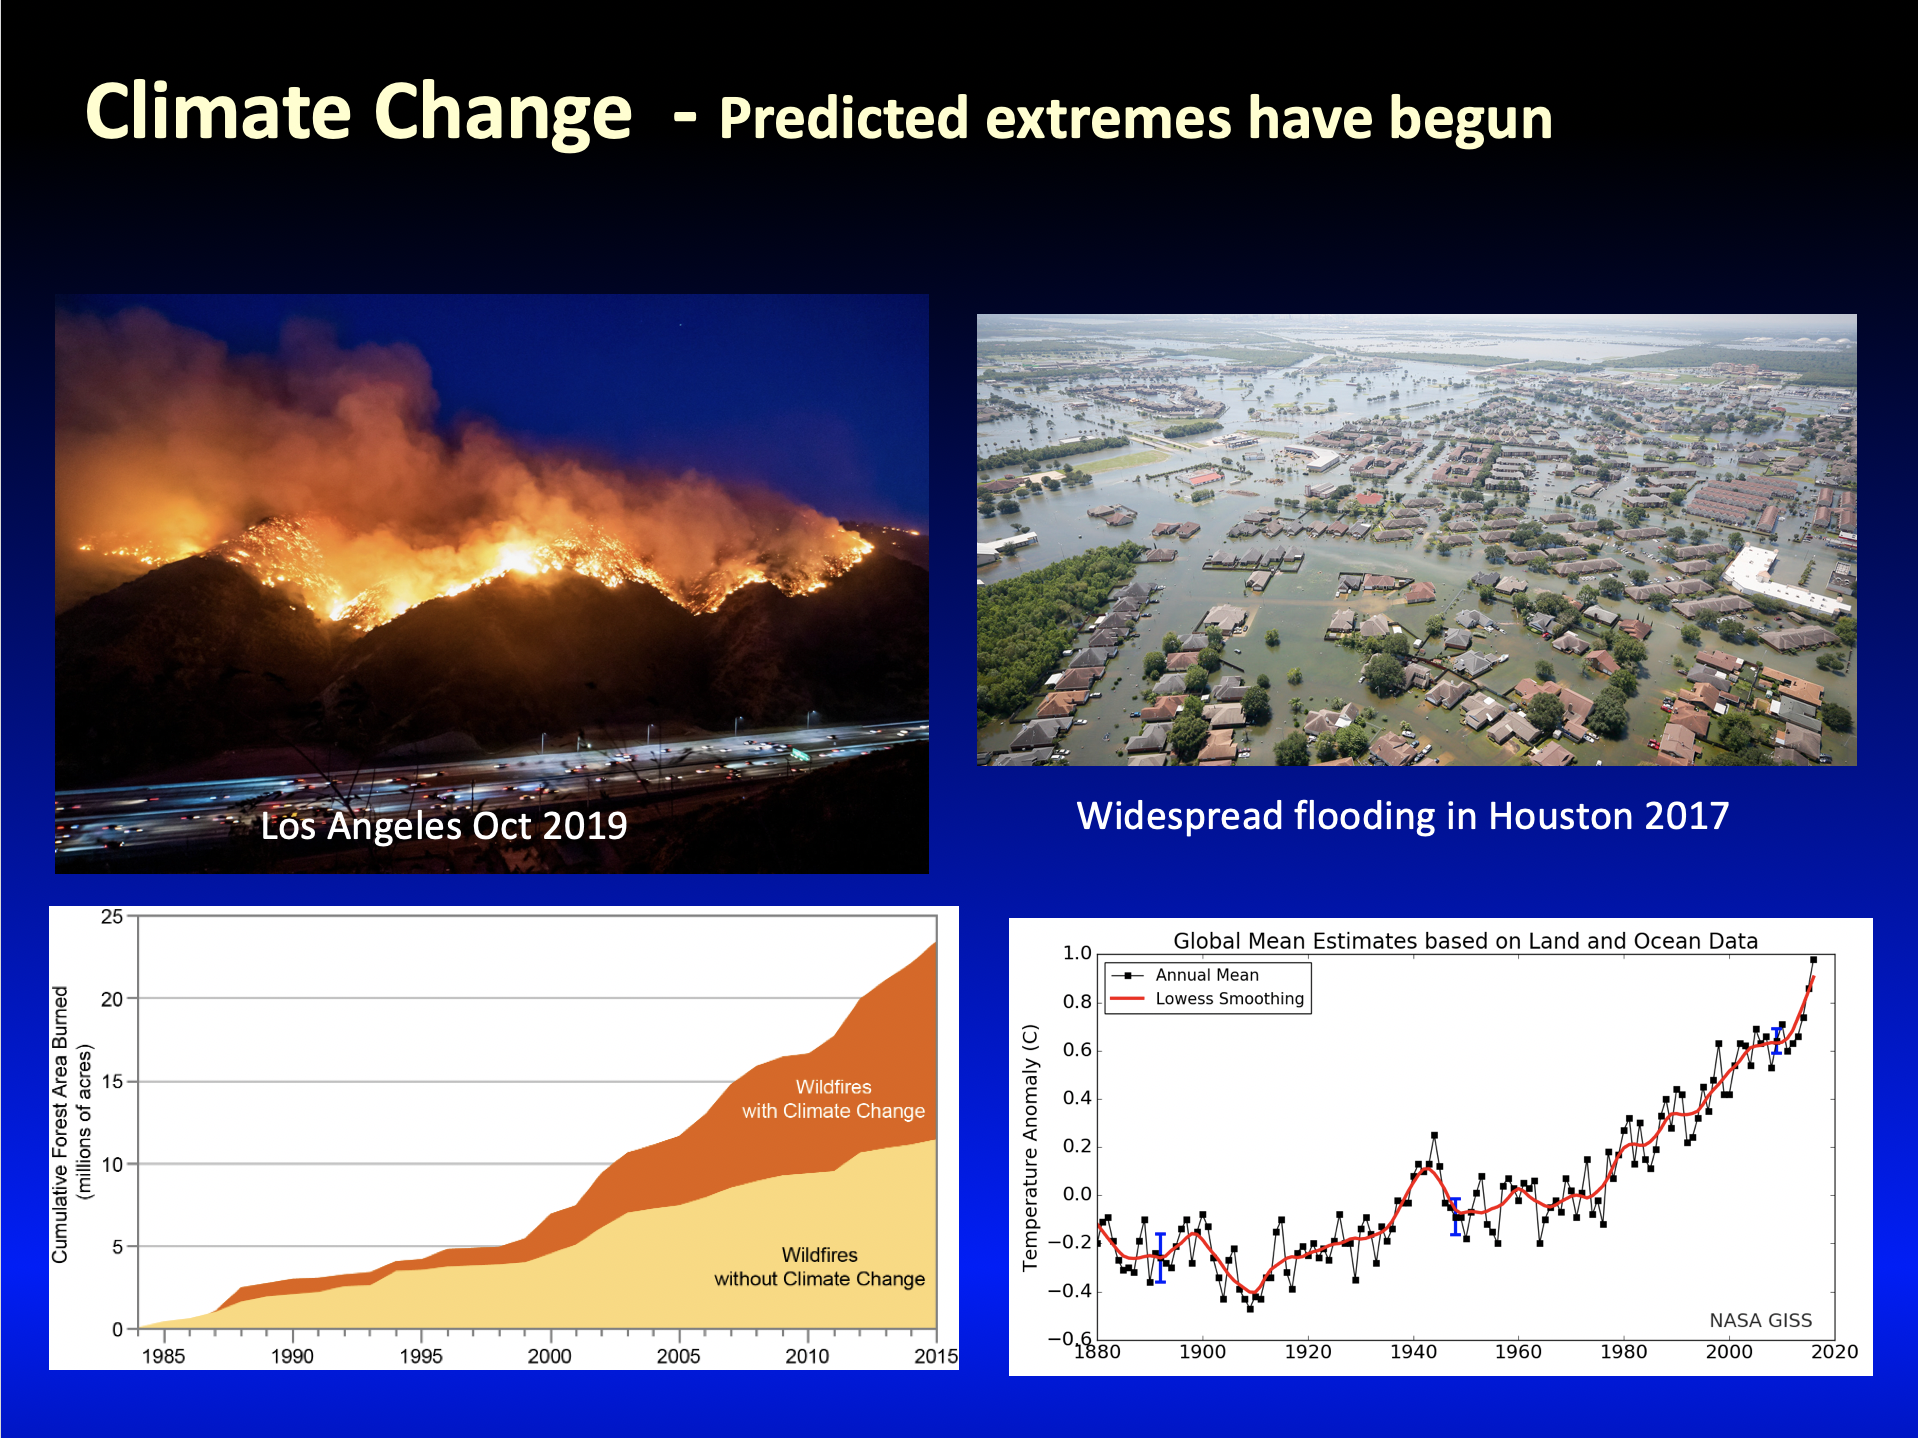 Climate Change - Predicted extremes have begun
Los Angeles Oct 2019
Widespread flooding in Houston 2017
Cumulative Forest Area Burned
(millions of acres)
25
20
15
10
5
0
Wildfires
with Climate Change
Wildfires
without Climate Change
1985 1990 1995 2000 2005 2010 2015
Global Mean Estimates based on Land and Ocean Data
Temperature Anomaly (C)
1.0
0.8
0.6
0.4
0.2
0.0
−0.2
−0.4
−0.6
Annual Mean
Lowess Smoothing
NASA GISS
1880 1900 1920 1940 1960 1980 2000 2020